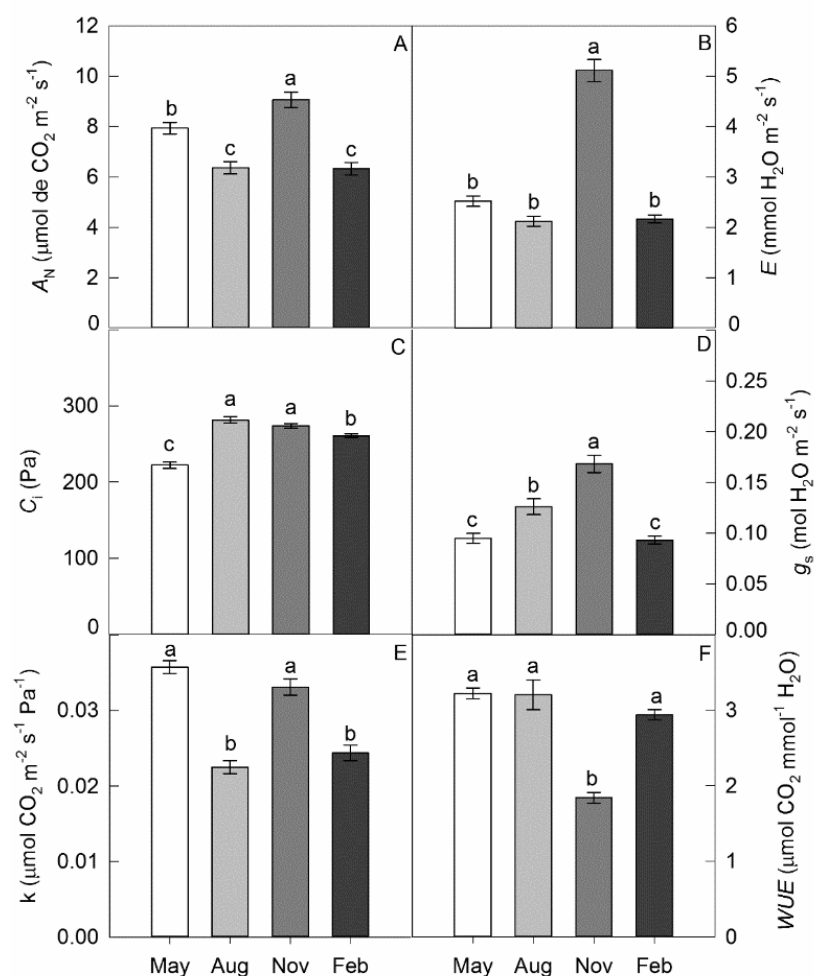 A
12
10
8
6
4
2
0
A_N (μmol de CO₂ m⁻² s⁻¹)
b
c
a
c
B
6
5
4
3
2
1
0
E (mmol H₂O m⁻² s⁻¹)
b
b
a
b
C
300
200
100
0
C_i (Pa)
c
a
a
b
D
0.25
0.20
0.15
0.10
0.05
0.00
g_s (mol H₂O m⁻² s⁻¹)
c
b
a
c
E
0.03
0.02
0.01
0.00
k (μmol CO₂ m⁻² s⁻¹ Pa⁻¹)
a
b
a
b
May Aug Nov Feb
F
3
2
1
0
WUE (μmol CO₂ mmol⁻¹ H₂O)
a
a
b
a
May Aug Nov Feb